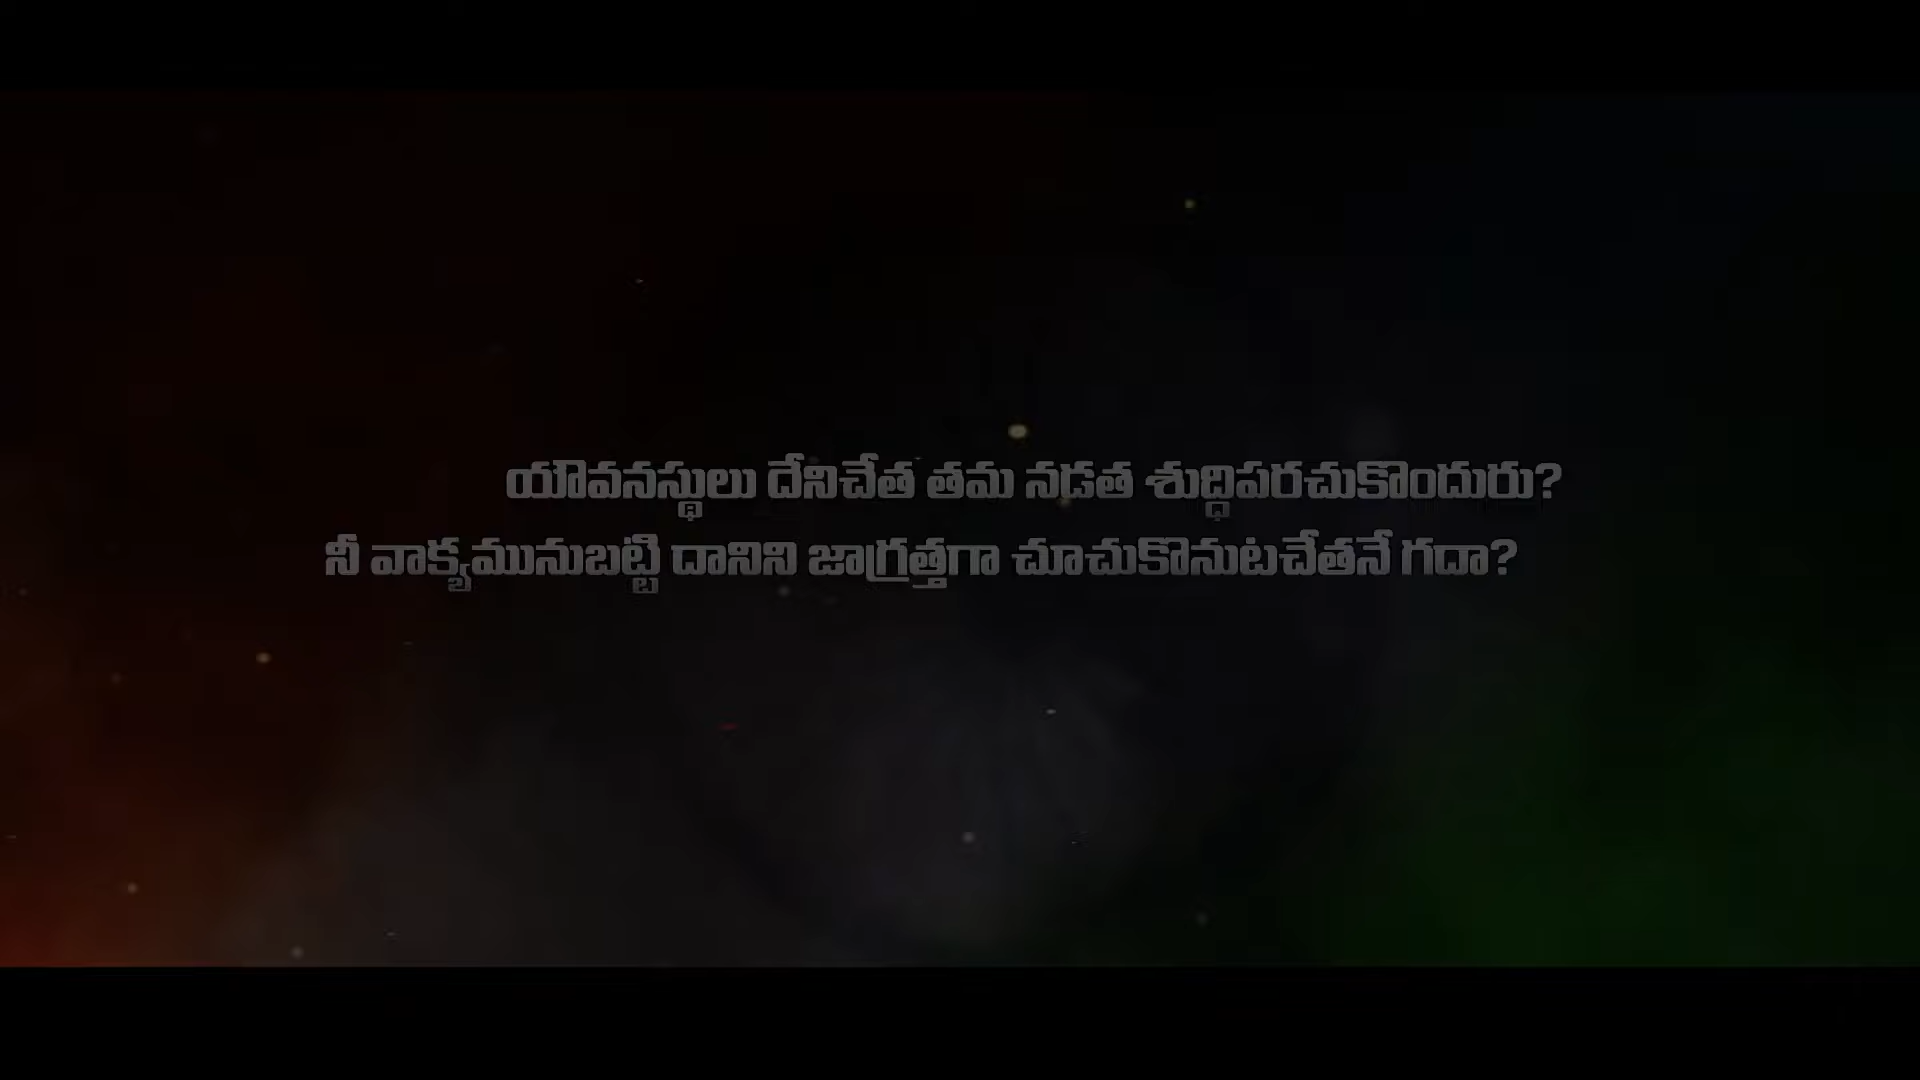 యౌవనస్థులు దేనిచేత తమ నడత శుద్ధిపరచుకొందురు?
నీ వాక్యమునుబట్టి దానిని జాగ్రత్తగా చూచుకొనుటచేతనే గదా?